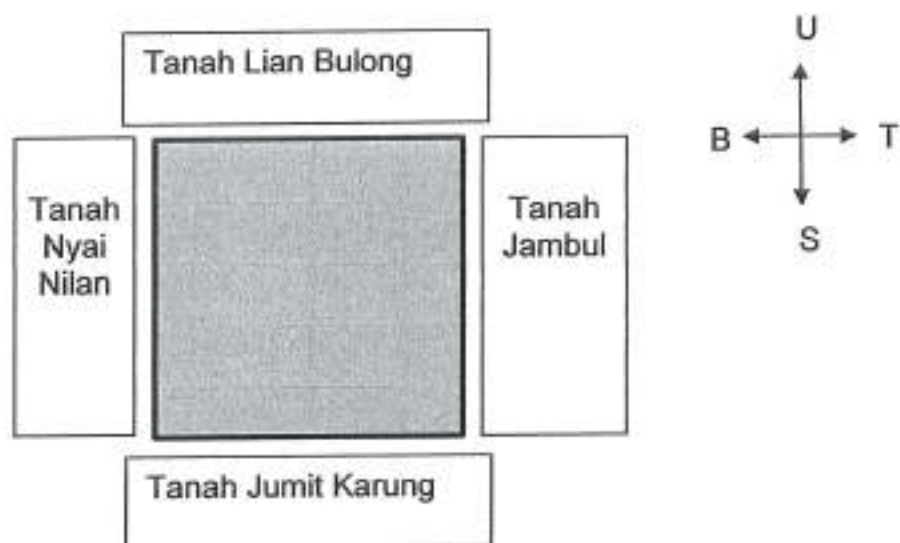 Tanah Lian Bulong
U
B
T
S
Tanah
Nyai
Nilan
Tanah
Jambul
Tanah Jumit Karung